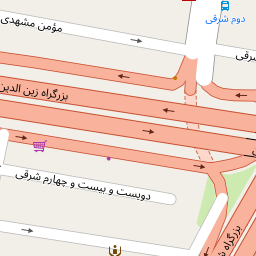 دوم شرقی
مؤمن مشهدی
شرقی
بزرگراه زین الدین
دویست و بیست و چهارم شرقی
بزرگراه